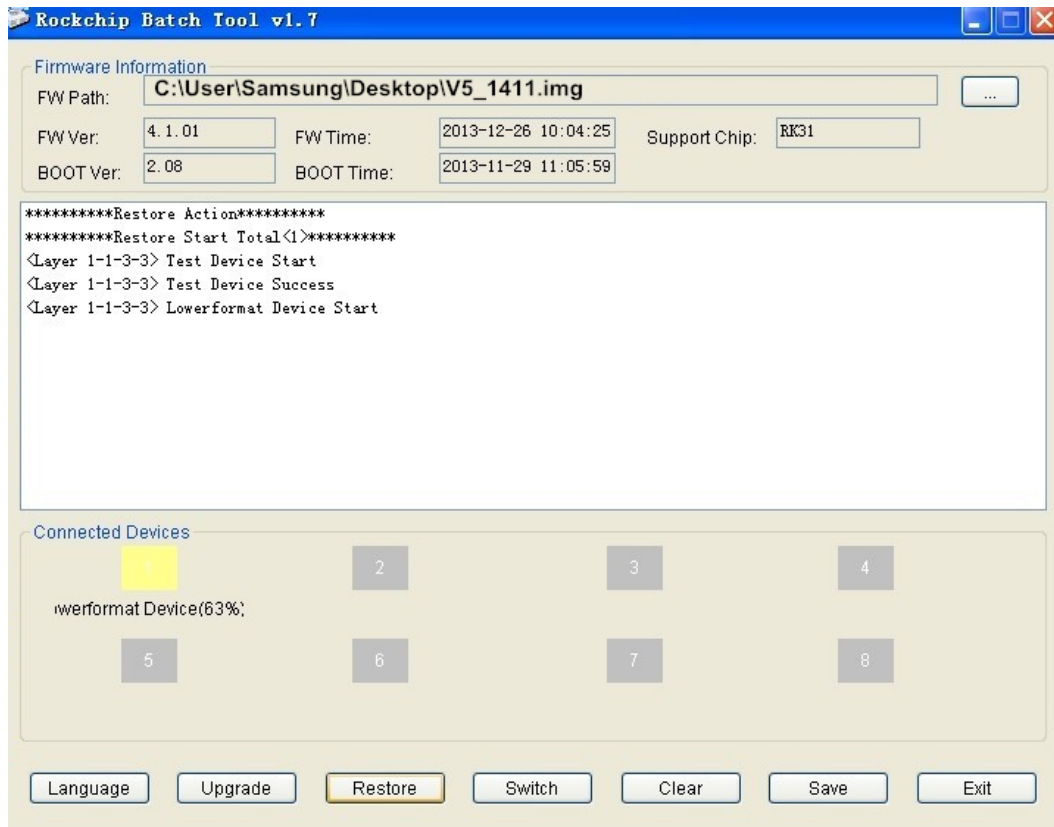 Rockchip Batch Tool v1.7
Firmware Information
FW Path: C:\User\Samsung\Desktop\V5_1411.img ...
FW Ver: 4.1.01 FW Time: 2013-12-26 10:04:25 Support Chip: RK31
BOOT Ver: 2.08 BOOT Time: 2013-11-29 11:05:59
**********Restore Action**********
**********Restore Start Total<1>**********
<Layer 1-1-3-3> Test Device Start
<Layer 1-1-3-3> Test Device Success
<Layer 1-1-3-3> Lowerformat Device Start
Connected Devices
1 2 3 4
owerformat Device(63%)
5 6 7 8
Language Upgrade Restore Switch Clear Save Exit